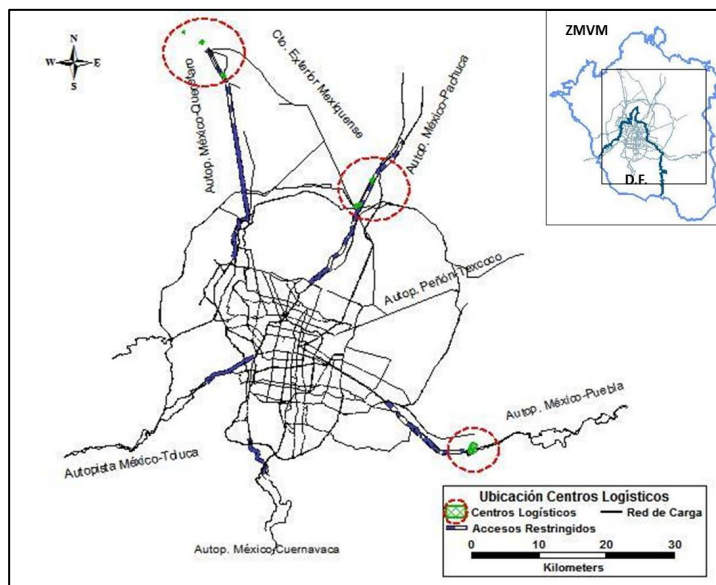 N
W E
S
ZMVM
D.F.
Autop. México-Querétaro
Cto. Exterior Mexiquense
Autop. México-Pachuca
Autop. Peñón-Texcoco
Autop. México-Puebla
Autopista México-Toluca
Autop. México-Cuernavaca
Ubicación Centros Logísticos
Centros Logísticos Red de Carga
Accesos Restringidos
0 10 20 30
Kilometers